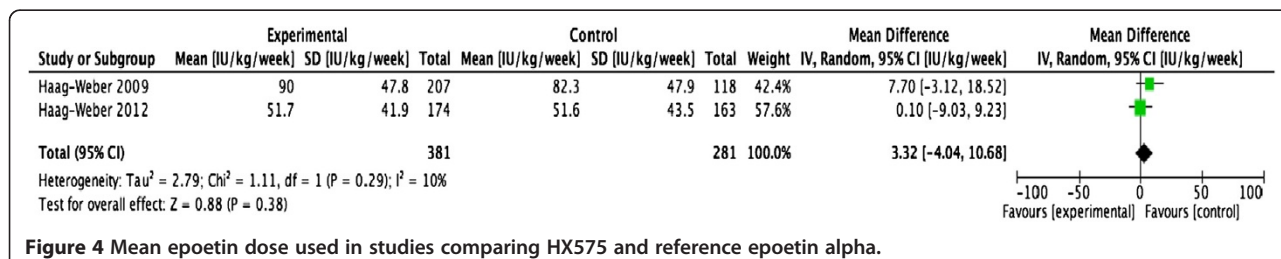 Experimental Control Mean Difference Mean Difference
Study or Subgroup Mean [IU/kg/week] SD [IU/kg/week] Total Mean [IU/kg/week] SD [IU/kg/week] Total Weight IV, Random, 95% CI [IU/kg/week] IV, Random, 95% CI [IU/kg/week]
Haag-Weber 2009 90 47.8 207 82.3 47.9 118 42.4% 7.70 [-3.12, 18.52]
Haag-Weber 2012 51.7 41.9 174 51.6 43.5 163 57.6% 0.10 [-9.03, 9.23]
Total (95% CI) 381 281 100.0% 3.32 [-4.04, 10.68]
Heterogeneity: Tau² = 2.79; Chi² = 1.11, df = 1 (P = 0.29); I² = 10%
Test for overall effect: Z = 0.88 (P = 0.38)
-100 -50 0 50 100
Favours [experimental] Favours [control]
Figure 4 Mean epoetin dose used in studies comparing HX575 and reference epoetin alpha.